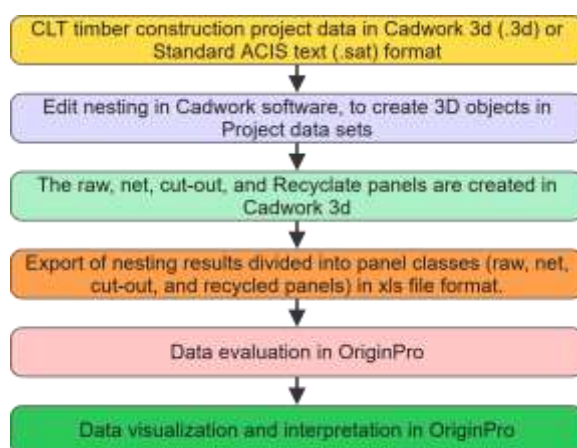 CLT timber construction project data in Cadwork 3d (.3d) or
Standard ACIS text (.sat) format
Edit nesting in Cadwork software, to create 3D objects in
Project data sets
The raw, net, cut-out, and Recyclate panels are created in
Cadwork 3d
Export of nesting results divided into panel classes (raw, net,
cut-out, and recycled panels) in xls file format.
Data evaluation in OriginPro
Data visualization and interpretation in OriginPro